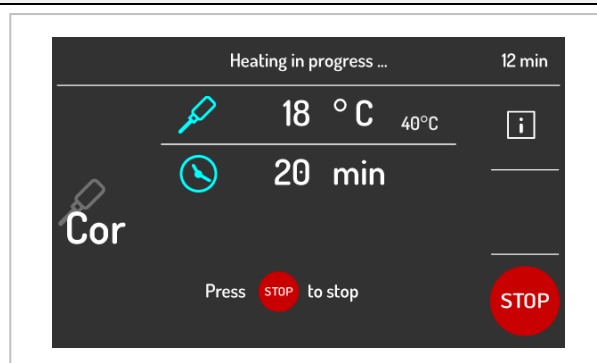 Heating in progress ... 12 min
18 °C 40°C
i
20 min
Cor
Press STOP to stop
STOP